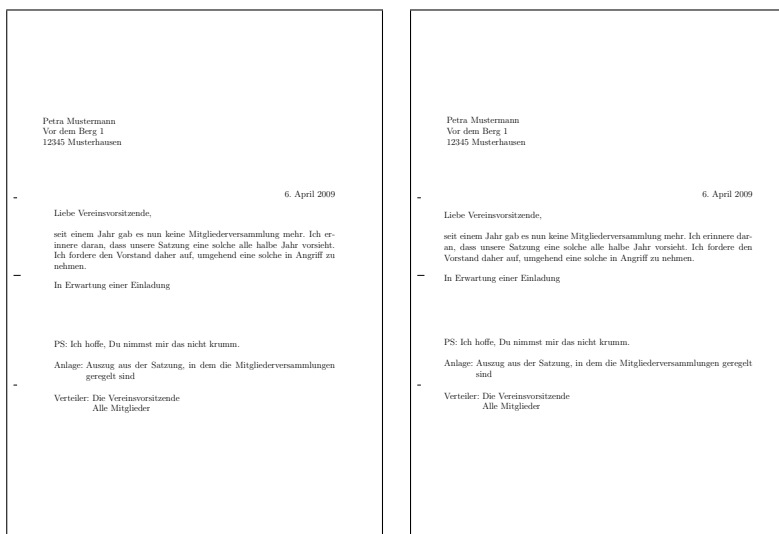 Petra Mustermann
Vor dem Berg 1
12345 Musterhausen
6. April 2009
Liebe Vereinsvorsitzende,
seit einem Jahr gab es nun keine Mitgliederversammlung mehr. Ich er-
innere daran, dass unsere Satzung eine solche alle halbe Jahr vorsieht.
Ich fordere den Vorstand daher auf, umgehend eine solche in Angriff zu
nehmen.
In Erwartung einer Einladung
PS: Ich hoffe, Du nimmst mir das nicht krumm.
Anlage: Auszug aus der Satzung, in dem die Mitgliederversammlungen
geregelt sind
Verteiler: Die Vereinsvorsitzende
Alle Mitglieder
Petra Mustermann
Vor dem Berg 1
12345 Musterhausen
6. April 2009
Liebe Vereinsvorsitzende,
seit einem Jahr gab es nun keine Mitgliederversammlung mehr. Ich erinnere dar-
an, dass unsere Satzung eine solche alle halbe Jahr vorsieht. Ich fordere den
Vorstand daher auf, umgehend eine solche in Angriff zu nehmen.
In Erwartung einer Einladung
PS: Ich hoffe, Du nimmst mir das nicht krumm.
Anlage: Auszug aus der Satzung, in dem die Mitgliederversammlungen geregelt
sind
Verteiler: Die Vereinsvorsitzende
Alle Mitglieder